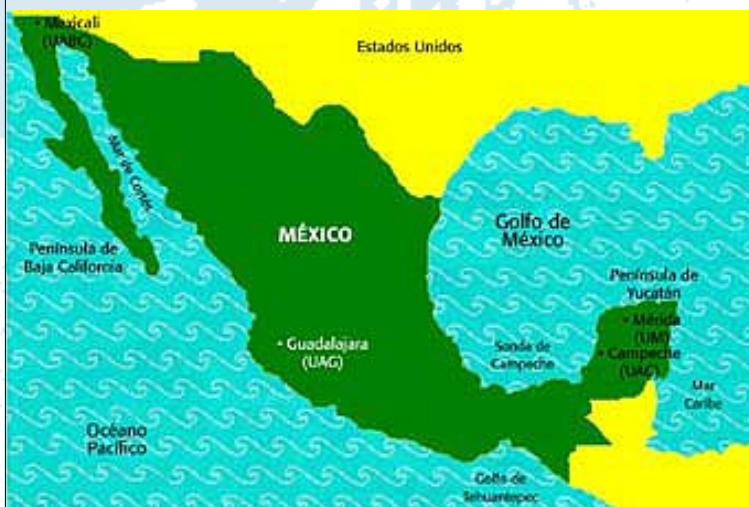 • Mexicali
(UABC)
Estados Unidos
Mar de Cortés
MÉXICO
Golfo de
México
Península de
Baja California
Península de
Yucatán
• Mérida
(UM)
• Guadalajara
(UAG)
Sonda de
Campeche
• Campeche
(UAC)
Mar
Caribe
Océano
Pacífico
Golfo de
Tehuantepec